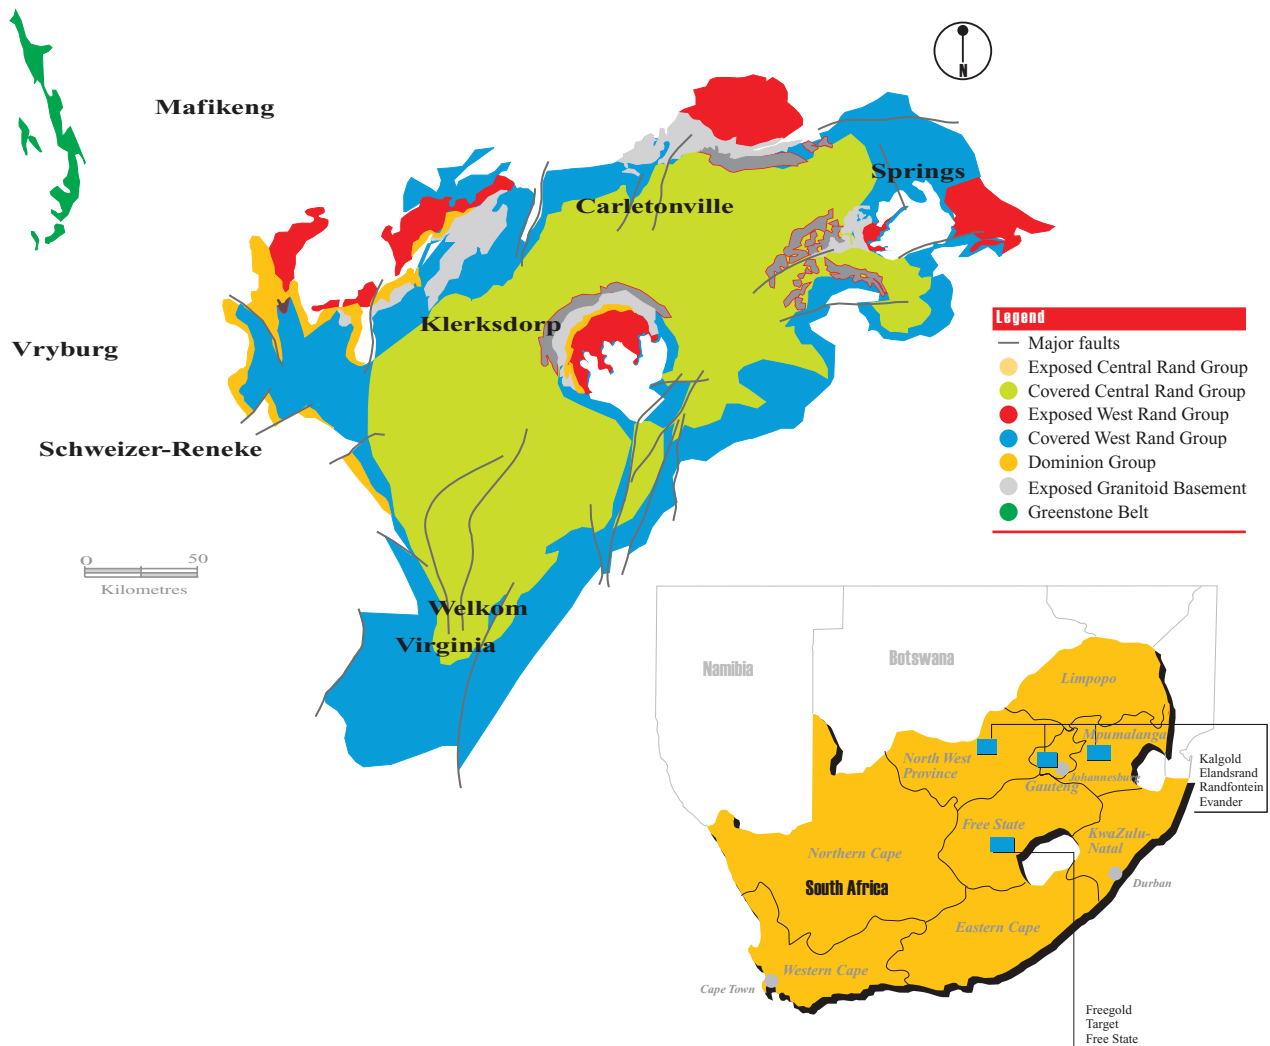 N
Mafikeng
Springs
Carletonville
Klerksdorp
Vryburg
Schweizer-Reneke
Welkom
Virginia
0 50
Kilometres
Legend
Major faults
Exposed Central Rand Group
Covered Central Rand Group
Exposed West Rand Group
Covered West Rand Group
Dominion Group
Exposed Granitoid Basement
Greenstone Belt
Namibia
Botswana
Limpopo
Mpumalanga
North West
Province
Johannesburg
Gauteng
Kalgold
Elandsrand
Randfontein
Evander
Free State
KwaZulu-
Natal
Northern Cape
South Africa
Durban
Eastern Cape
Western Cape
Cape Town
Freegold
Target
Free State